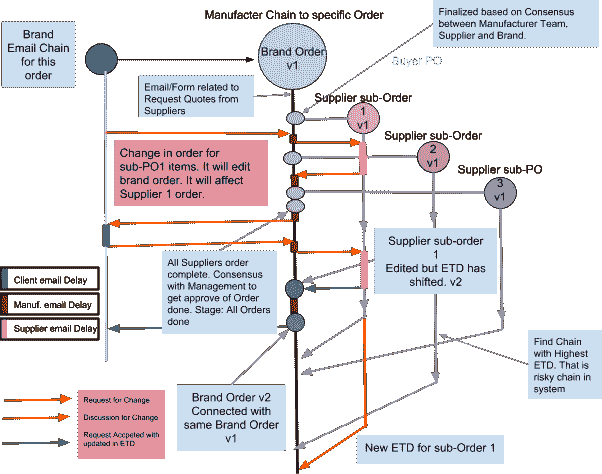 Manufacter Chain to specific Order
Brand
Email Chain
for this
order
Brand Order
v1
Finalized based on Consensus
between Manufacturer Team,
Supplier and Brand.
Buyer PO
Email/Form related to
Request Quotes from
Suppliers
Supplier sub-Order
1
v1
Supplier sub-Order
2
v1
Supplier sub-PO
3
v1
Change in order for
sub-PO1 items. It will edit
brand order. It will affect
Supplier 1 order.
All Suppliers order
complete. Consensus
with Management to
get approve of Order
done. Stage: All Orders
done
Supplier sub-order
1
Edited but ETD has
shifted. v2
Client email Delay
Manuf. email Delay
Supplier email Delay
Find Chain
with Highest
ETD. That is
risky chain in
system
Brand Order v2
Connected with
same Brand Order
v1
Request for Change
Discussion for Change
Request Accpeted with
updated in ETD
New ETD for sub-Order 1